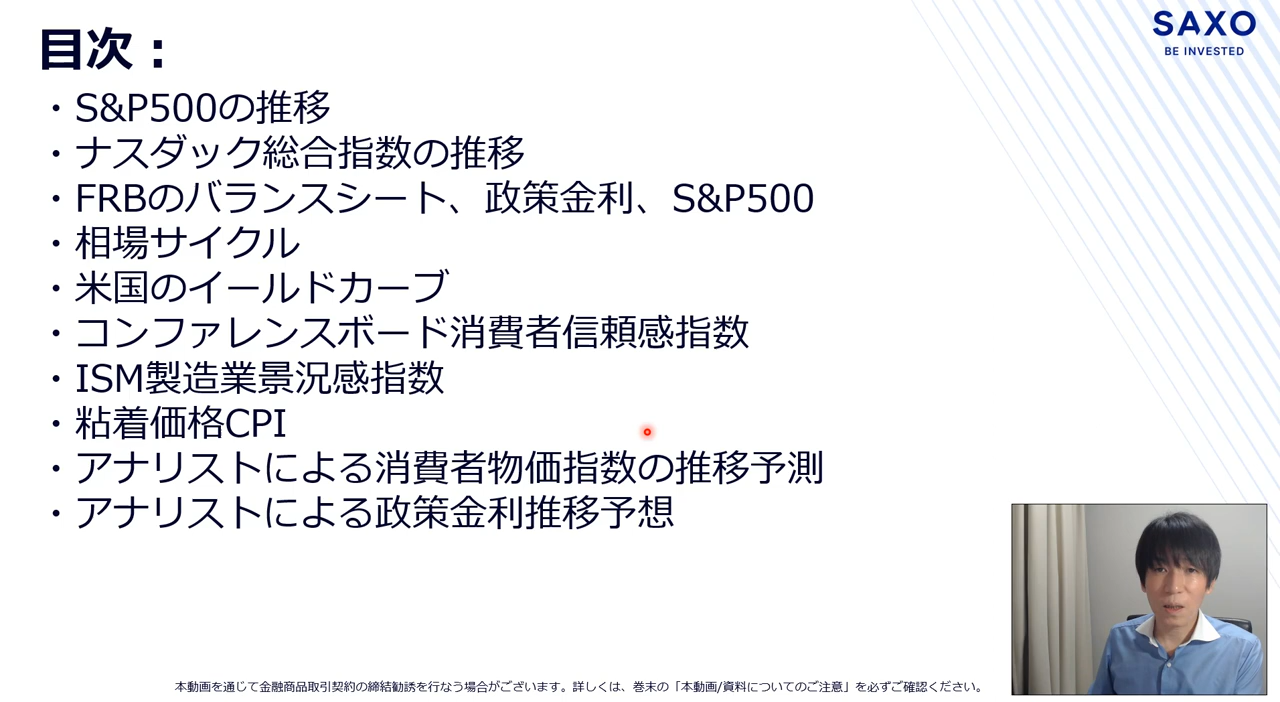 SAXO
BE INVESTED
目次：
・S&P500の推移
・ナスダック総合指数の推移
・FRBのバランスシート、政策金利、S&P500
・相場サイクル
・米国のイールドカーブ
・コンファレンスボード消費者信頼感指数
・ISM製造業景況感指数
・粘着価格CPI
・アナリストによる消費者物価指数の推移予測
・アナリストによる政策金利推移予想
本動画を通じて金融商品取引契約の締結勧誘を行なう場合がございます。詳しくは、巻末の「本動画/資料についてのご注意」を必ずご確認ください。